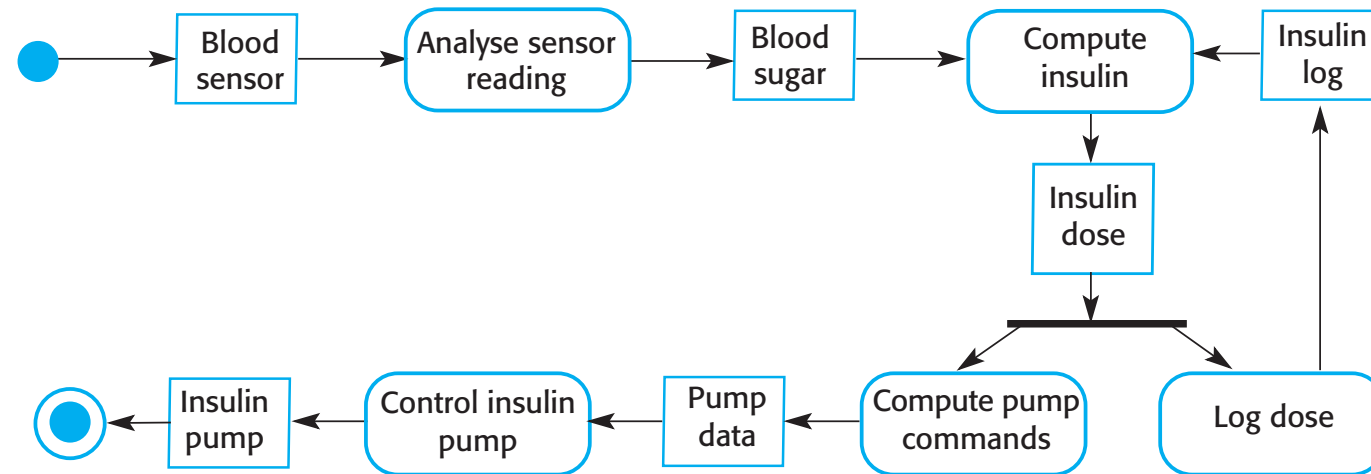 Blood
sensor
Analyse sensor
reading
Blood
sugar
Compute
insulin
Insulin
log
Insulin
dose
Insulin
pump
Control insulin
pump
Pump
data
Compute pump
commands
Log dose